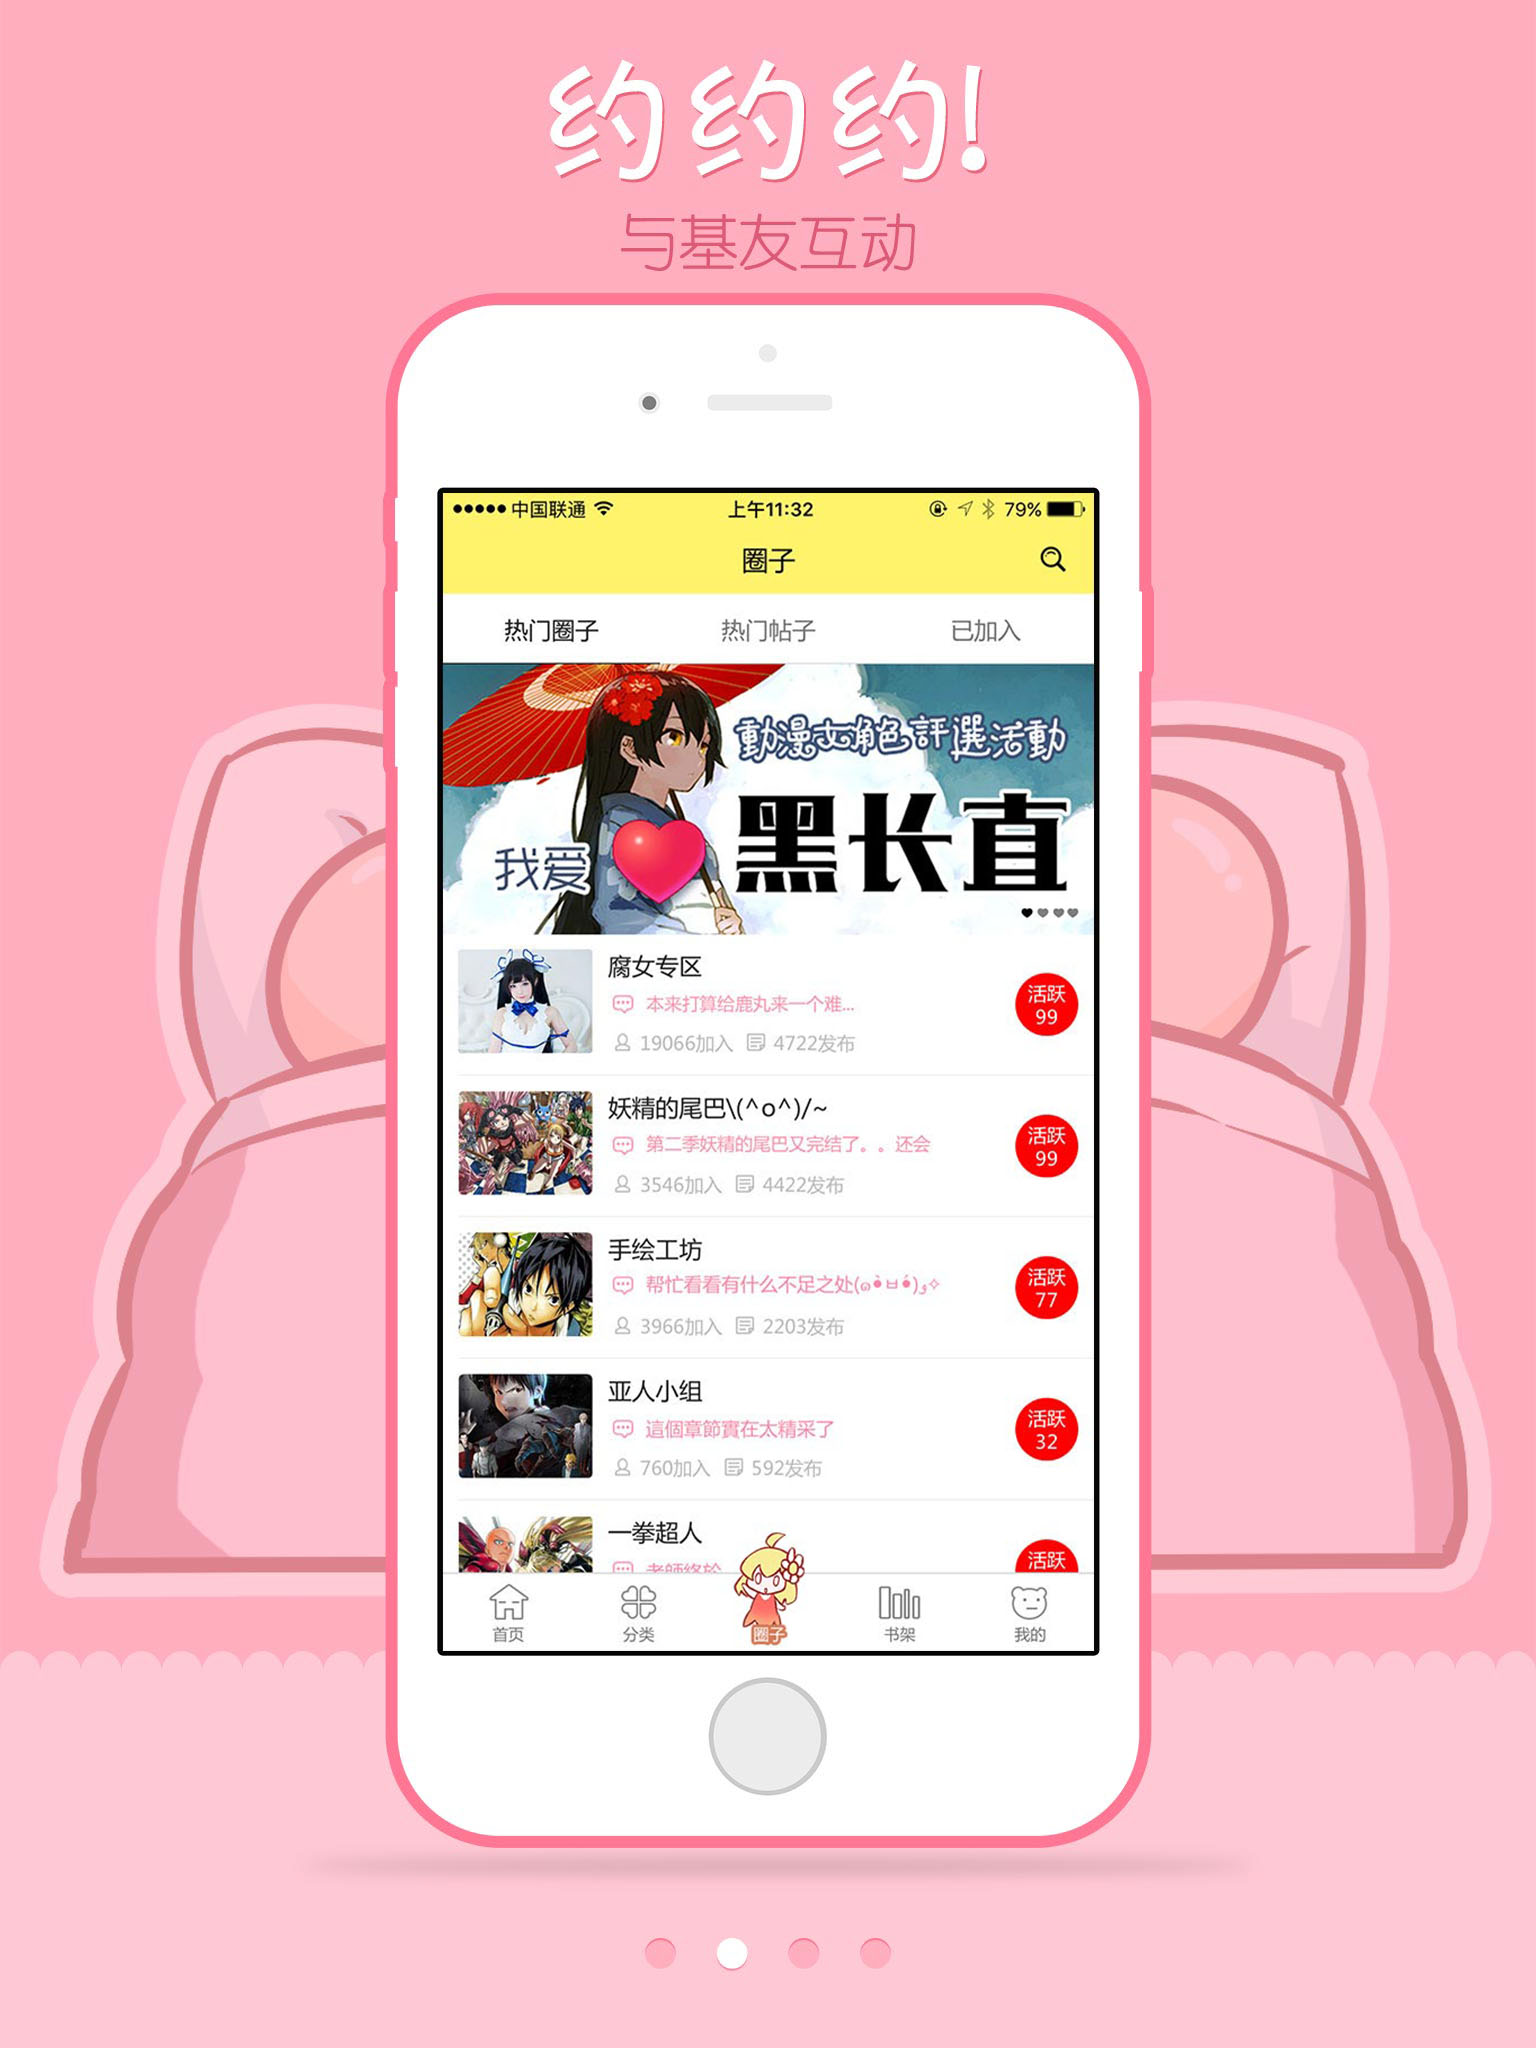 约约约!
与基友互动
中国联通 上午11:32 79%
圈子
热门圈子 热门帖子 已加入
動漫女角色評選活動
我爱 黑长直
腐女专区
本来打算给鹿丸来一个难...
19066加入 4722发布
活跃
99
妖精的尾巴\(^o^)/~
第二季妖精的尾巴又完结了。。还会
3546加入 4422发布
活跃
99
手绘工坊
帮忙看看有什么不足之处(๑•̀ㅂ•́)و✧
3966加入 2203发布
活跃
77
亚人小组
這個章節實在太精采了
760加入 592发布
活跃
32
一拳超人
老師终於
活跃
首页 分类 圈子 书架 我的